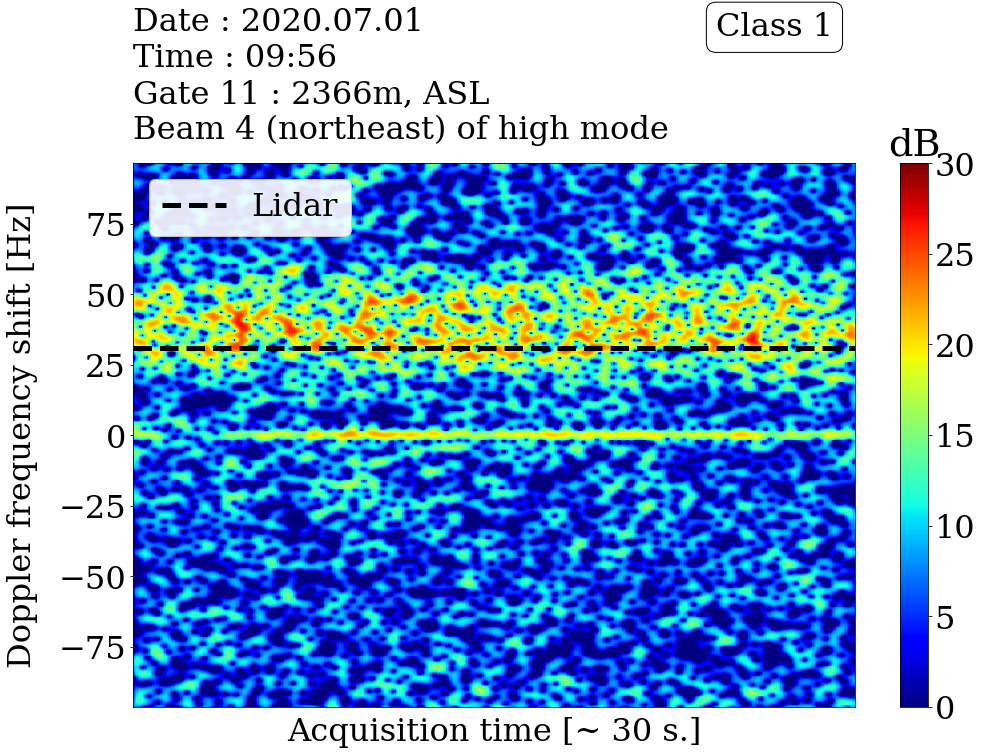 Date : 2020.07.01
Time : 09:56
Gate 11 : 2366m, ASL
Beam 4 (northeast) of high mode
Class 1
dB
Lidar
Doppler frequency shift [Hz]
75
50
25
0
−25
−50
−75
30
25
20
15
10
5
0
Acquisition time [~ 30 s.]